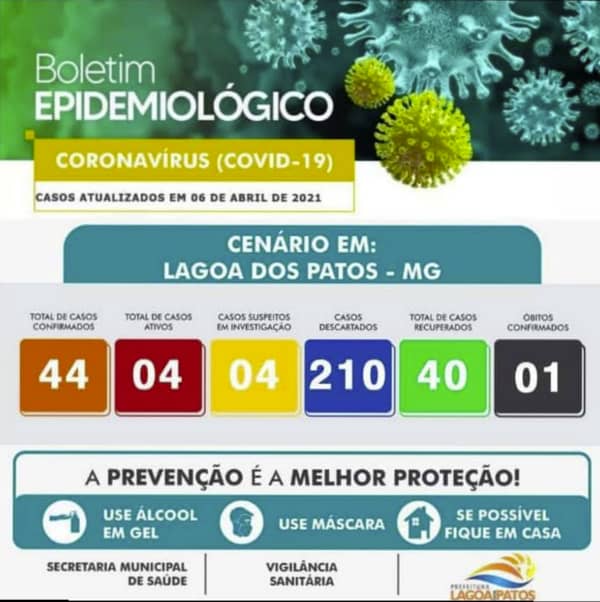 Boletim
EPIDEMIOLÓGICO
CORONAVÍRUS (COVID-19)
CASOS ATUALIZADOS EM 06 DE ABRIL DE 2021
CENÁRIO EM:
LAGOA DOS PATOS - MG
TOTAL DE CASOS
CONFIRMADOS
44
TOTAL DE CASOS
ATIVOS
04
CASOS SUSPEITOS
EM INVESTIGAÇÃO
04
CASOS
DESCARTADOS
210
TOTAL DE CASOS
RECUPERADOS
40
ÓBITOS
CONFIRMADOS
01
A PREVENÇÃO É A MELHOR PROTEÇÃO!
USE ÁLCOOL
EM GEL
USE MÁSCARA
SE POSSÍVEL
FIQUE EM CASA
SECRETARIA MUNICIPAL
DE SAÚDE
VIGILÂNCIA
SANITÁRIA
PREFEITURA
LAGOA DOS PATOS